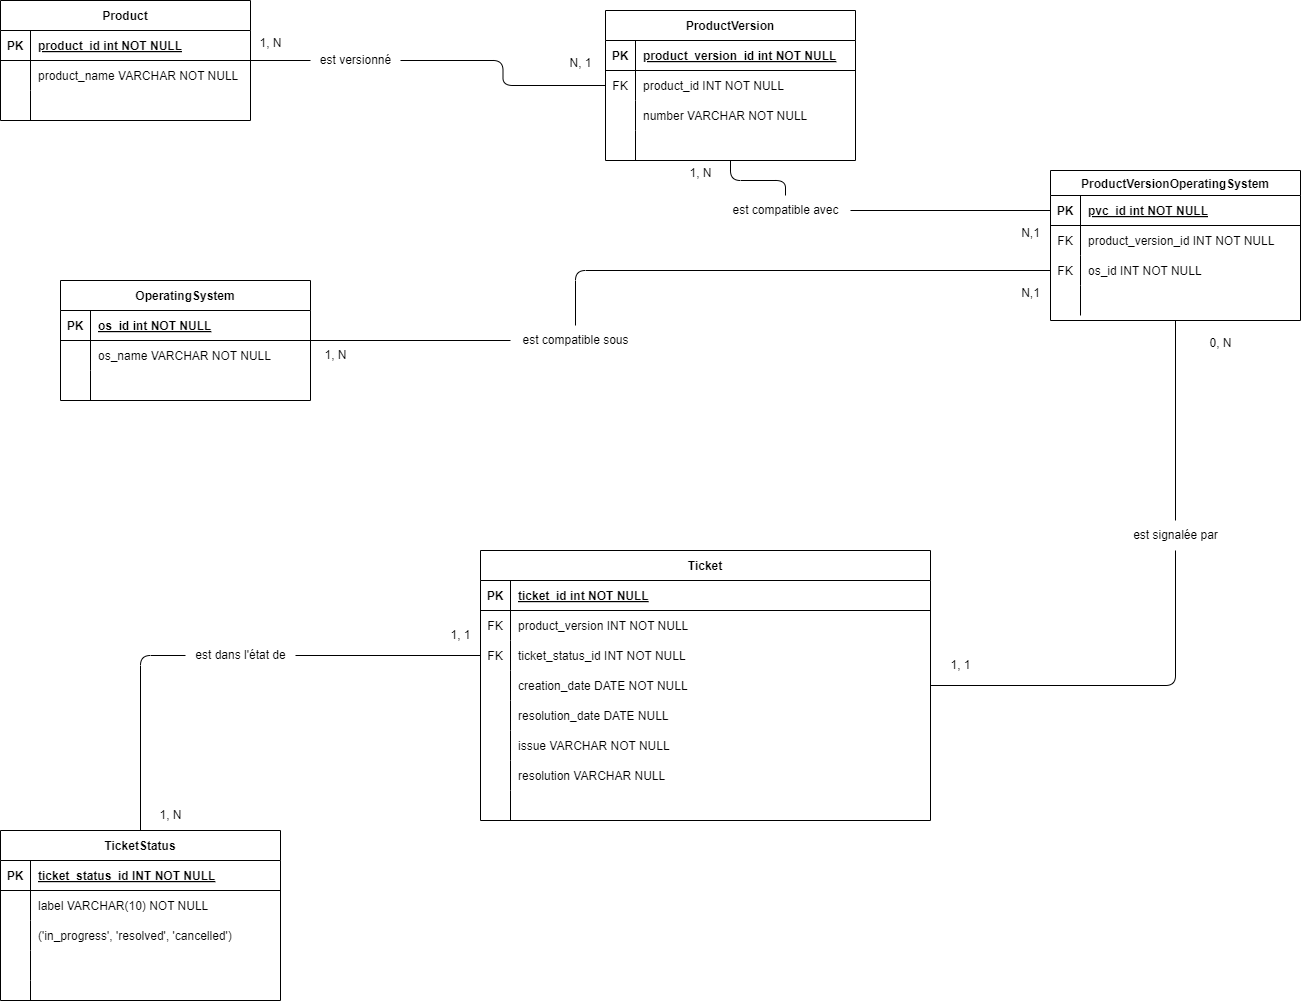 Product
PK product_id int NOT NULL
product_name VARCHAR NOT NULL
1, N
est versionné
N, 1
ProductVersion
PK product_version_id int NOT NULL
FK product_id INT NOT NULL
number VARCHAR NOT NULL
1, N
est compatible avec
N,1
ProductVersionOperatingSystem
PK pvc_id int NOT NULL
FK product_version_id INT NOT NULL
FK os_id INT NOT NULL
N,1
0, N
OperatingSystem
PK os_id int NOT NULL
os_name VARCHAR NOT NULL
1, N
est compatible sous
est signalée par
Ticket
PK ticket_id int NOT NULL
FK product_version INT NOT NULL
FK ticket_status_id INT NOT NULL
creation_date DATE NOT NULL
resolution_date DATE NULL
issue VARCHAR NOT NULL
resolution VARCHAR NULL
1, 1
1, 1
est dans l'état de
1, N
TicketStatus
PK ticket_status_id INT NOT NULL
label VARCHAR(10) NOT NULL
('in_progress', 'resolved', 'cancelled')